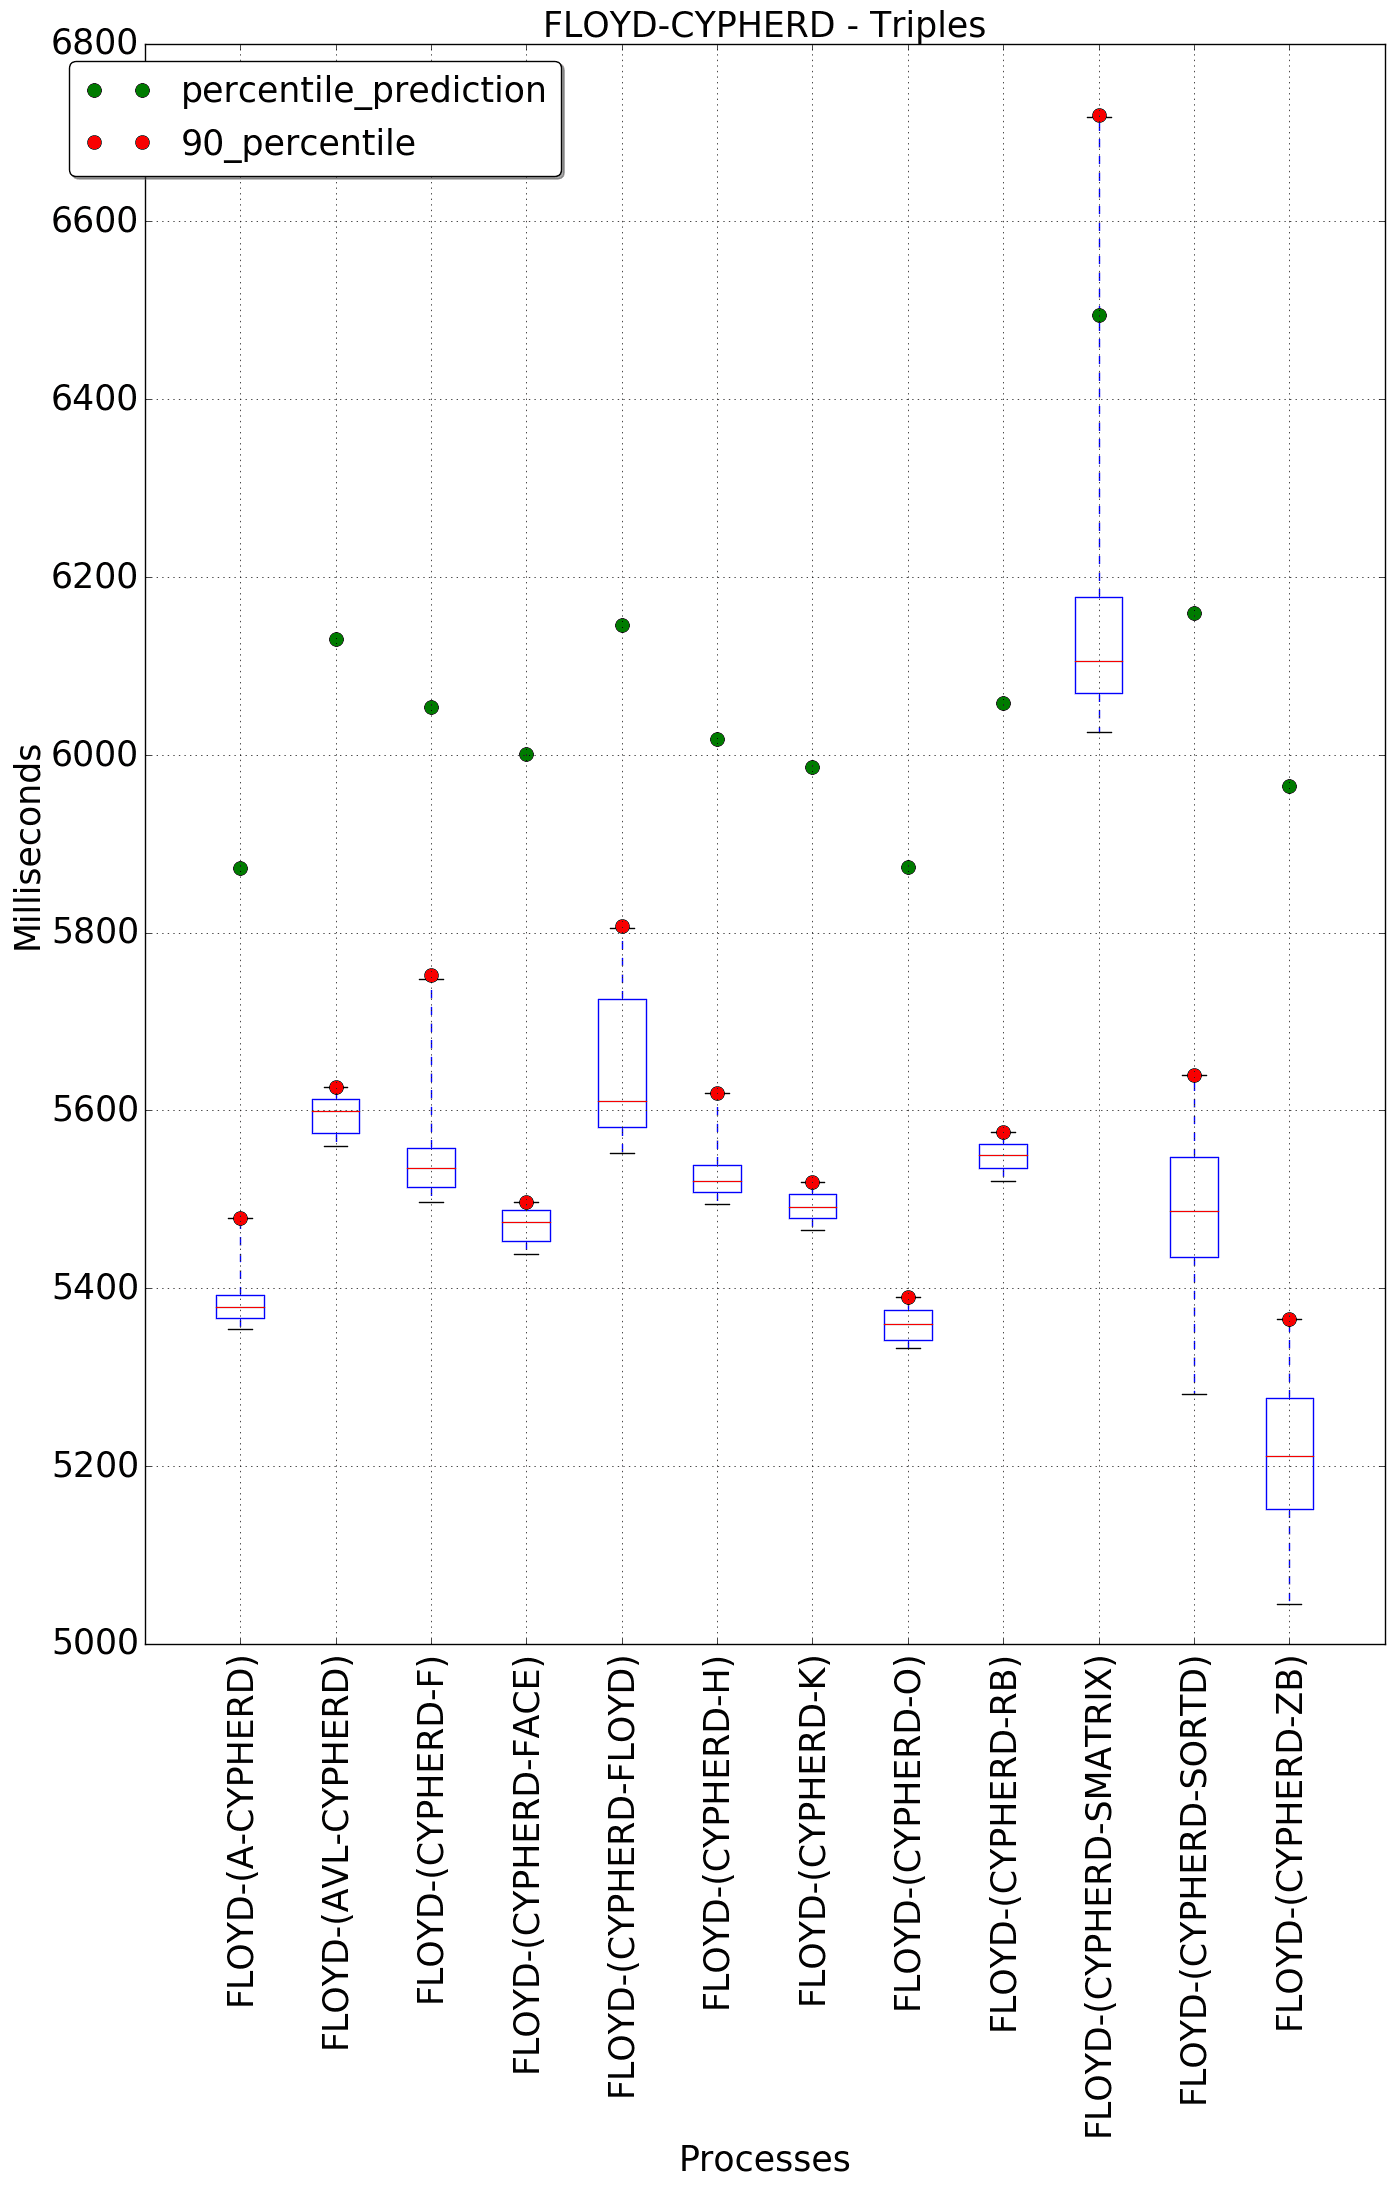 FLOYD-CYPHERD - Triples
percentile_prediction
90_percentile
6800
6600
6400
6200
6000
5800
5600
5400
5200
5000
Milliseconds
FLOYD-(A-CYPHERD)
FLOYD-(AVL-CYPHERD)
FLOYD-(CYPHERD-F)
FLOYD-(CYPHERD-FACE)
FLOYD-(CYPHERD-FLOYD)
FLOYD-(CYPHERD-H)
FLOYD-(CYPHERD-K)
FLOYD-(CYPHERD-O)
FLOYD-(CYPHERD-RB)
FLOYD-(CYPHERD-SMATRIX)
FLOYD-(CYPHERD-SORTD)
FLOYD-(CYPHERD-ZB)
Processes